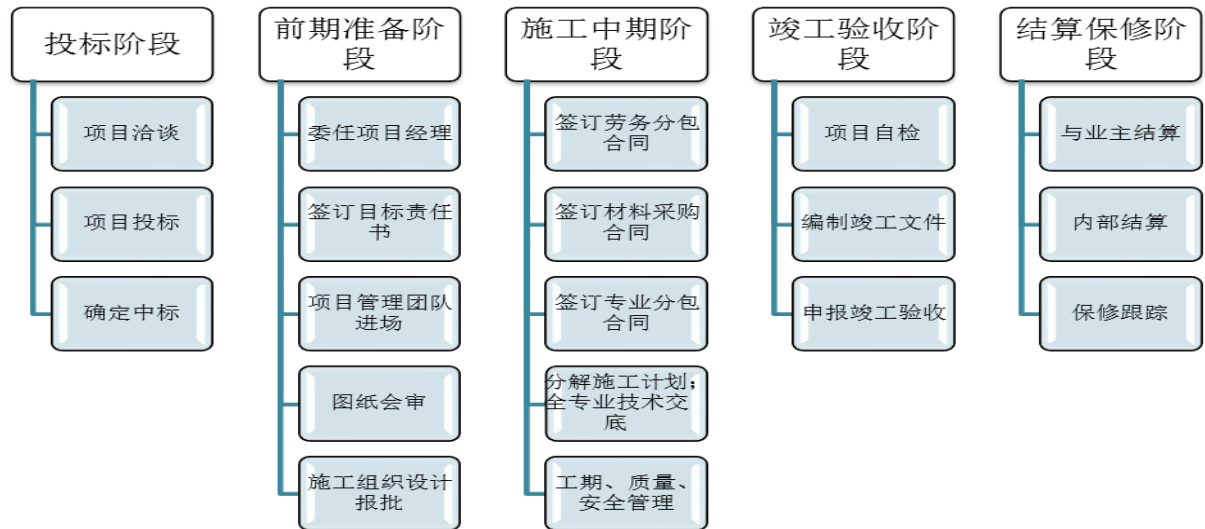 投标阶段
项目洽谈
项目投标
确定中标
前期准备阶
段
委任项目经理
签订目标责任
书
项目管理团队
进场
图纸会审
施工组织设计
报批
施工中期阶
段
签订劳务分包
合同
签订材料采购
合同
签订专业分包
合同
分解施工计划;
全专业技术交
底
工期、质量、
安全管理
竣工验收阶
段
项目自检
编制竣工文件
申报竣工验收
结算保修阶
段
与业主结算
内部结算
保修跟踪